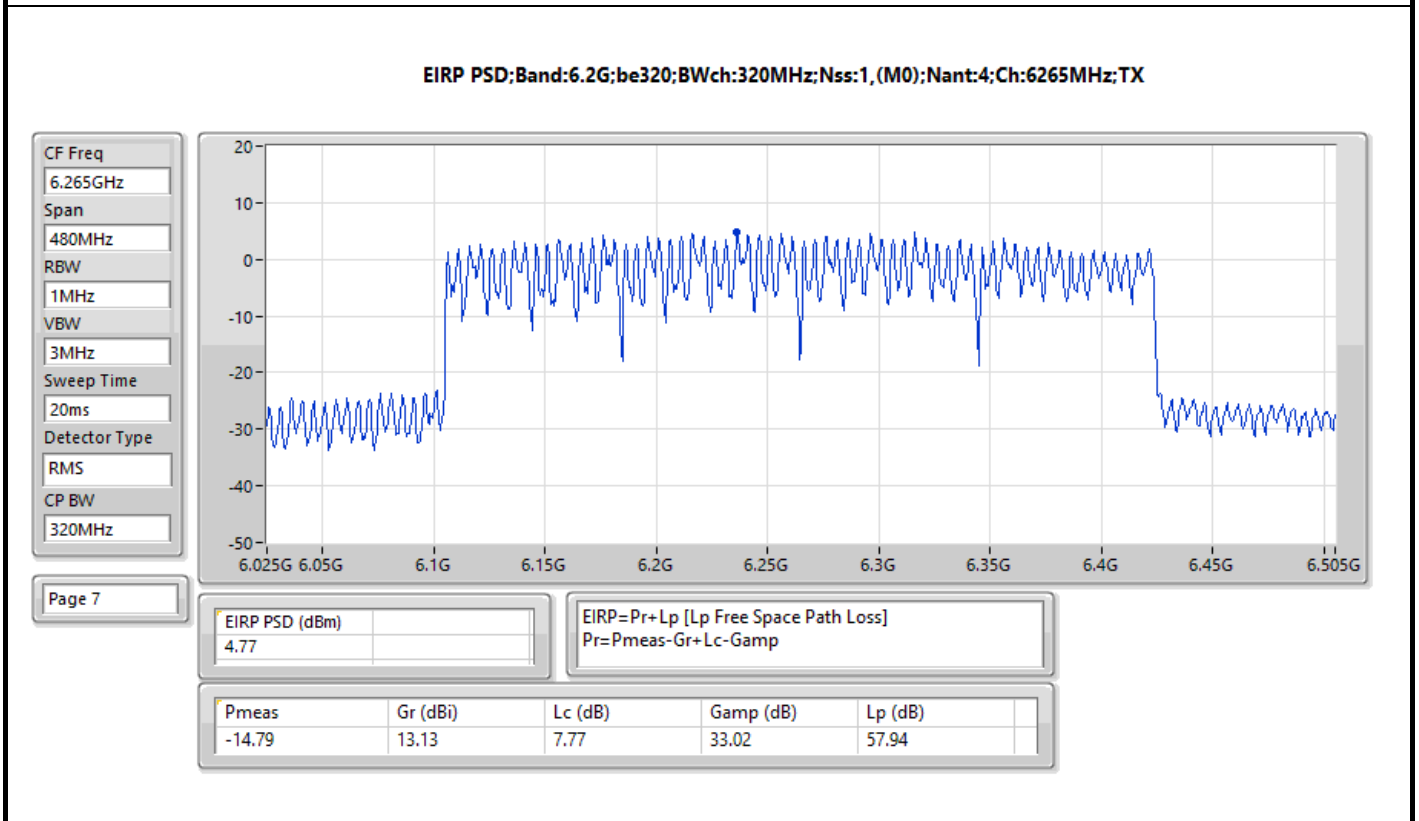 EIRP PSD;Band:6.2G;be320;BWch:320MHz;Nss:1,(M0);Nant:4;Ch:6265MHz;TX
CF Freq
6.265GHz
Span
480MHz
RBW
1MHz
VBW
3MHz
Sweep Time
20ms
Detector Type
RMS
CP BW
320MHz
Page 7
20
10
0
-10
-20
-30
-40
-50
6.025G 6.05G 6.1G 6.15G 6.2G 6.25G 6.3G 6.35G 6.4G 6.45G 6.505G
EIRP PSD (dBm)
4.77
EIRP=Pr+Lp [Lp Free Space Path Loss]
Pr=Pmeas-Gr+Lc-Gamp
Pmeas Gr (dBi) Lc (dB) Gamp (dB) Lp (dB)
-14.79 13.13 7.77 33.02 57.94